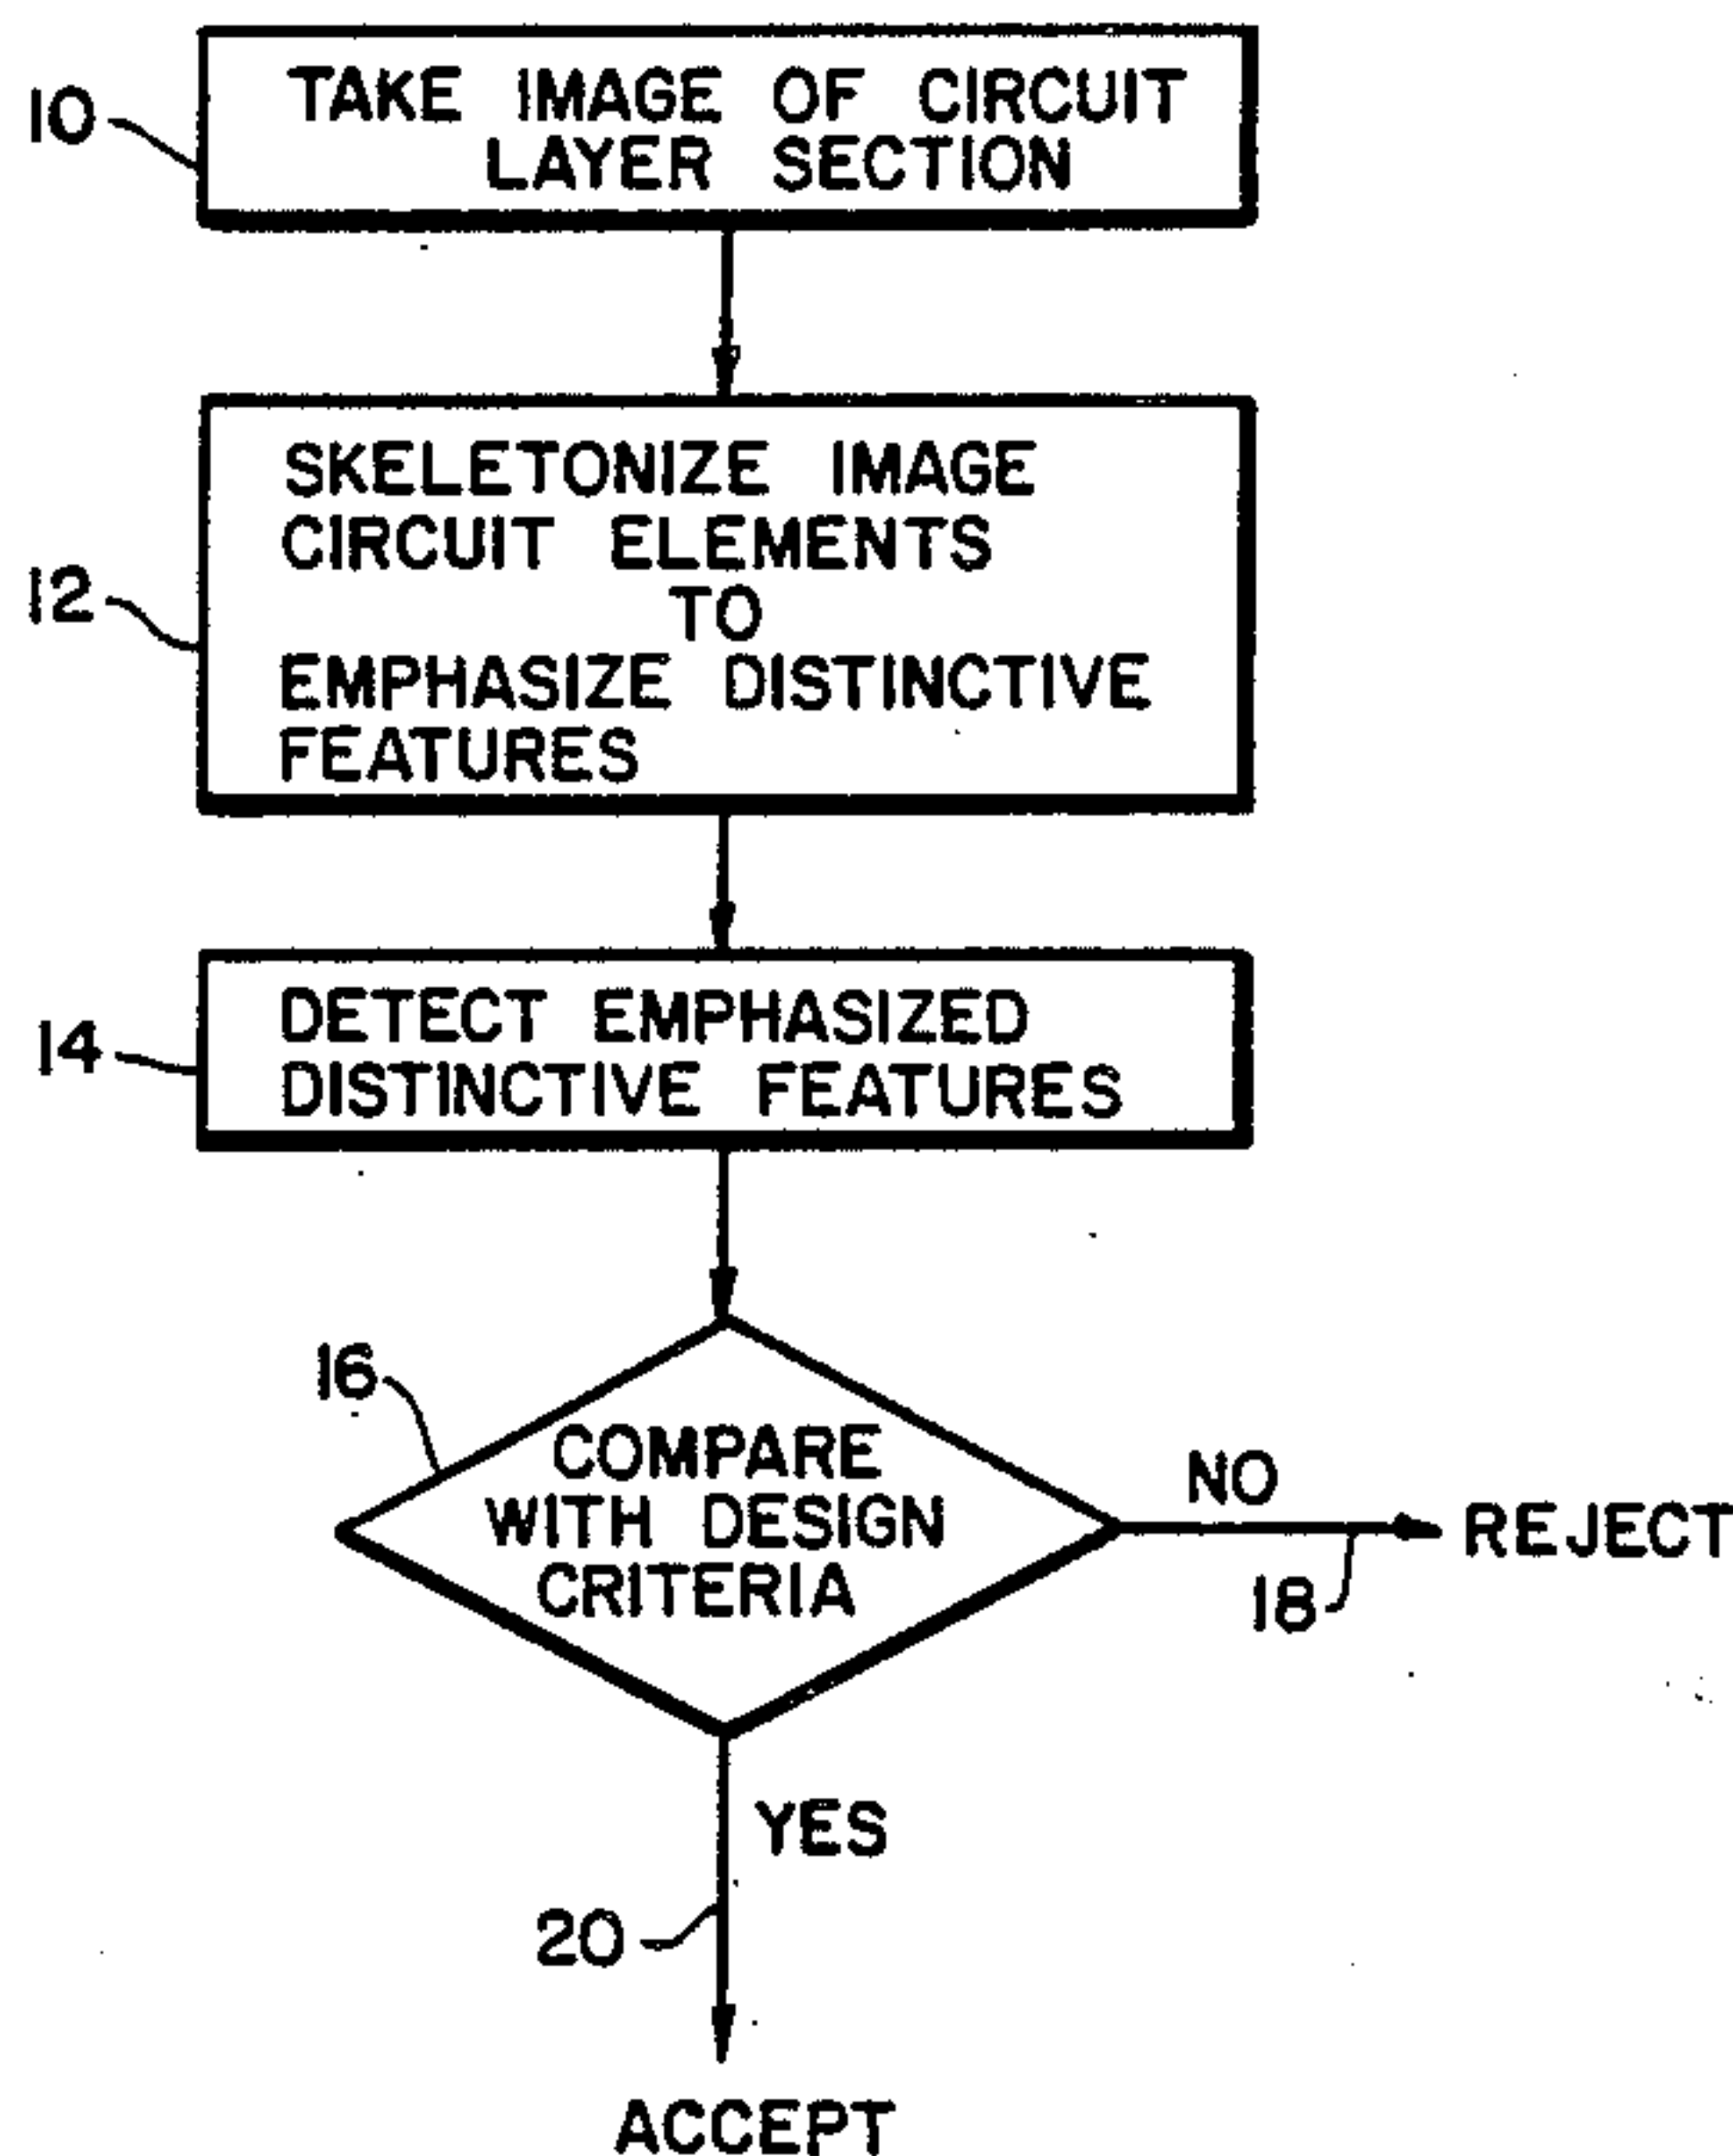 10
TAKE IMAGE OF CIRCUIT
LAYER SECTION
12
SKELETONIZE IMAGE
CIRCUIT ELEMENTS
TO
EMPHASIZE DISTINCTIVE
FEATURES
14
DETECT EMPHASIZED
DISTINCTIVE FEATURES
16
COMPARE
WITH DESIGN
CRITERIA
NO
REJECT
18
YES
20
ACCEPT